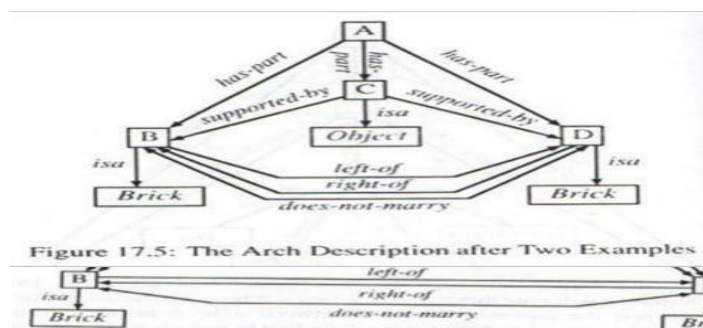 A
has-part
has-
part
has-part
C
supported-by
supported-by
isa
B
Object
D
isa
left-of
isa
right-of
Brick
does-not-marry
Brick
Figure 17.5: The Arch Description after Two Examples
B
left-of
isa
right-of
Brick
does-not-marry